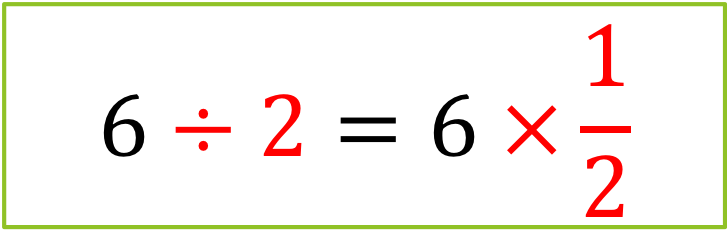 6 ÷ 2 = 6 × 1/2